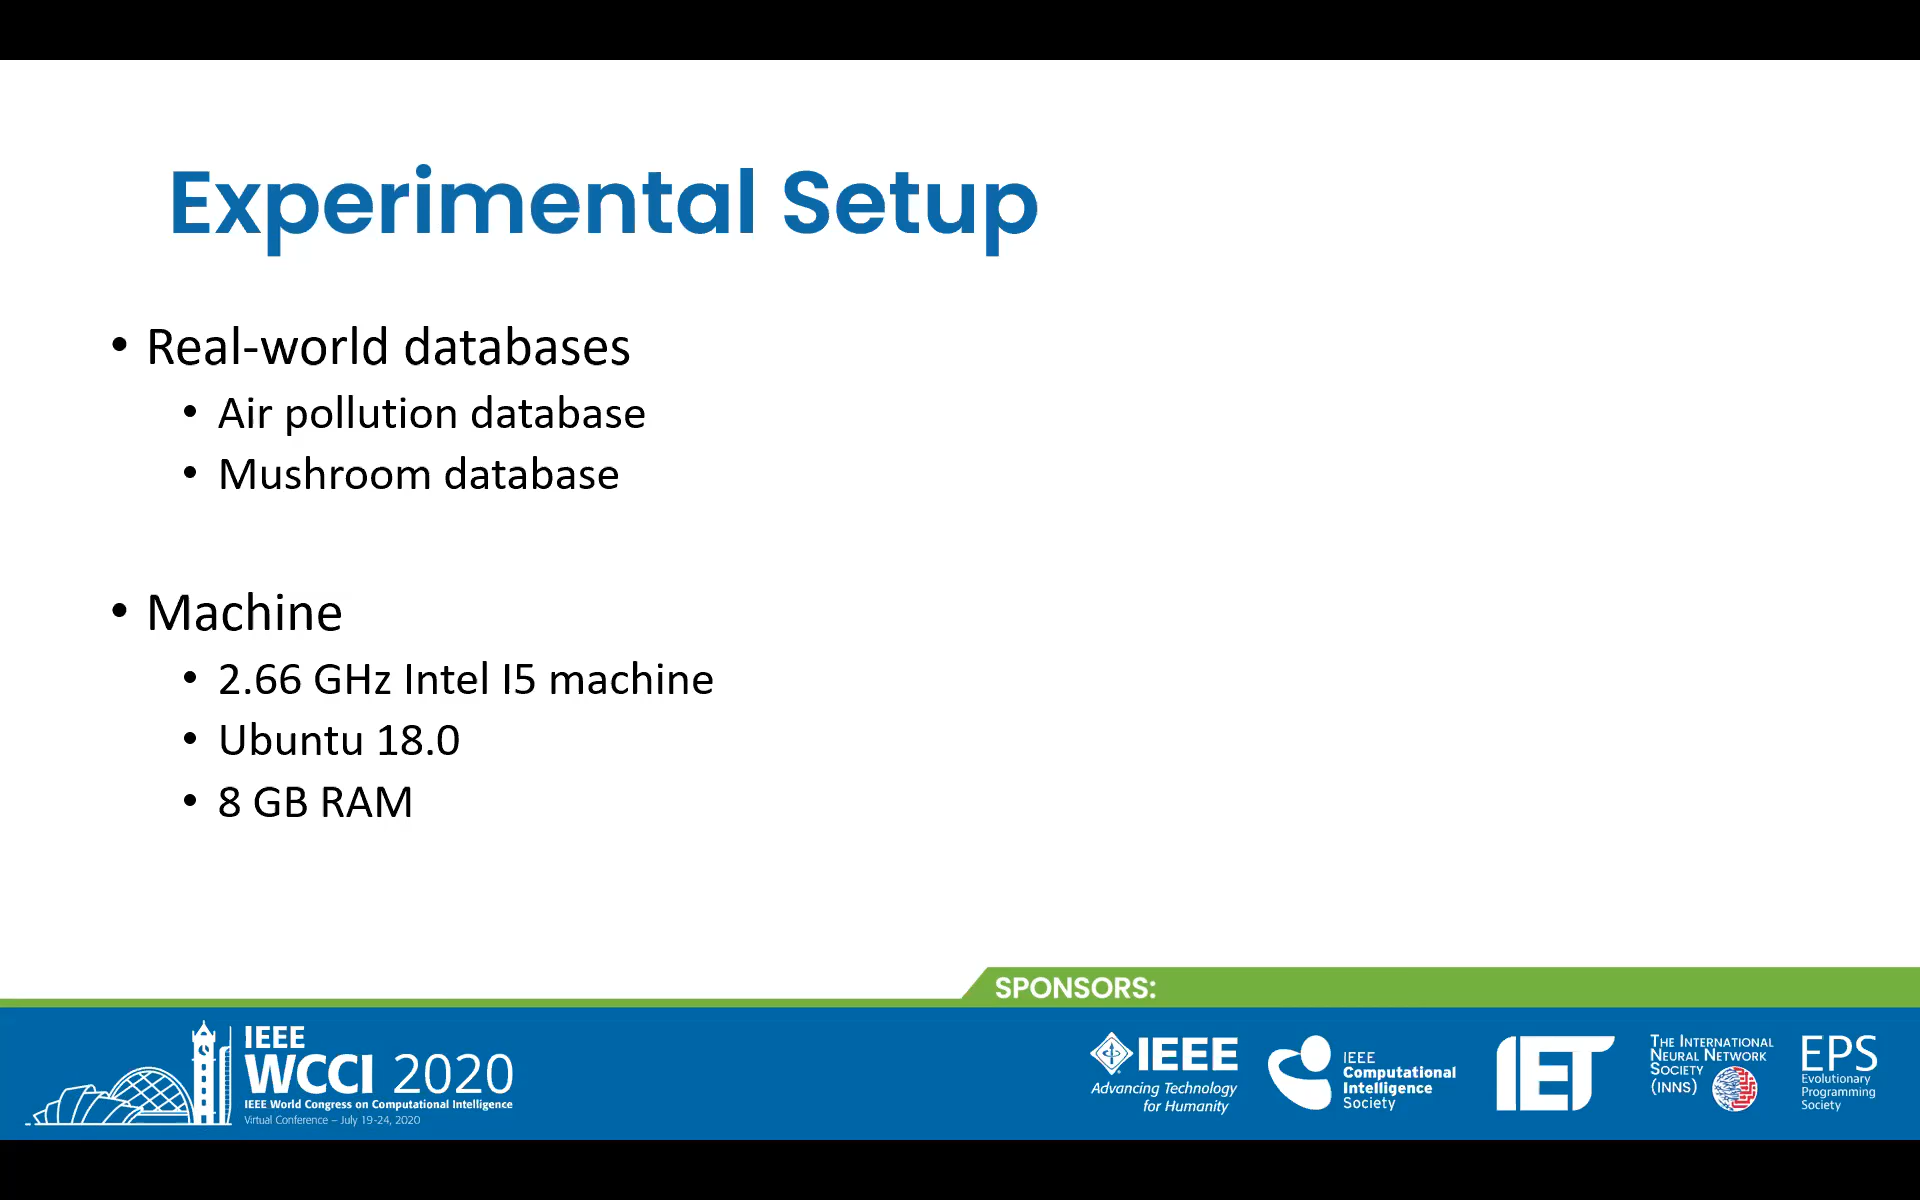 Experimental Setup
• Real-world databases
• Air pollution database
• Mushroom database
• Machine
• 2.66 GHz Intel I5 machine
• Ubuntu 18.0
• 8 GB RAM
SPONSORS:
IEEE
WCCI 2020
IEEE World Congress on Computational Intelligence
Virtual Conference – July 19-24, 2020
IEEE
Advancing Technology
for Humanity
IEEE
Computational
Intelligence
Society
IET
THE INTERNATIONAL
NEURAL NETWORK
SOCIETY
(INNS)
EPS
Evolutionary
Programming
Society